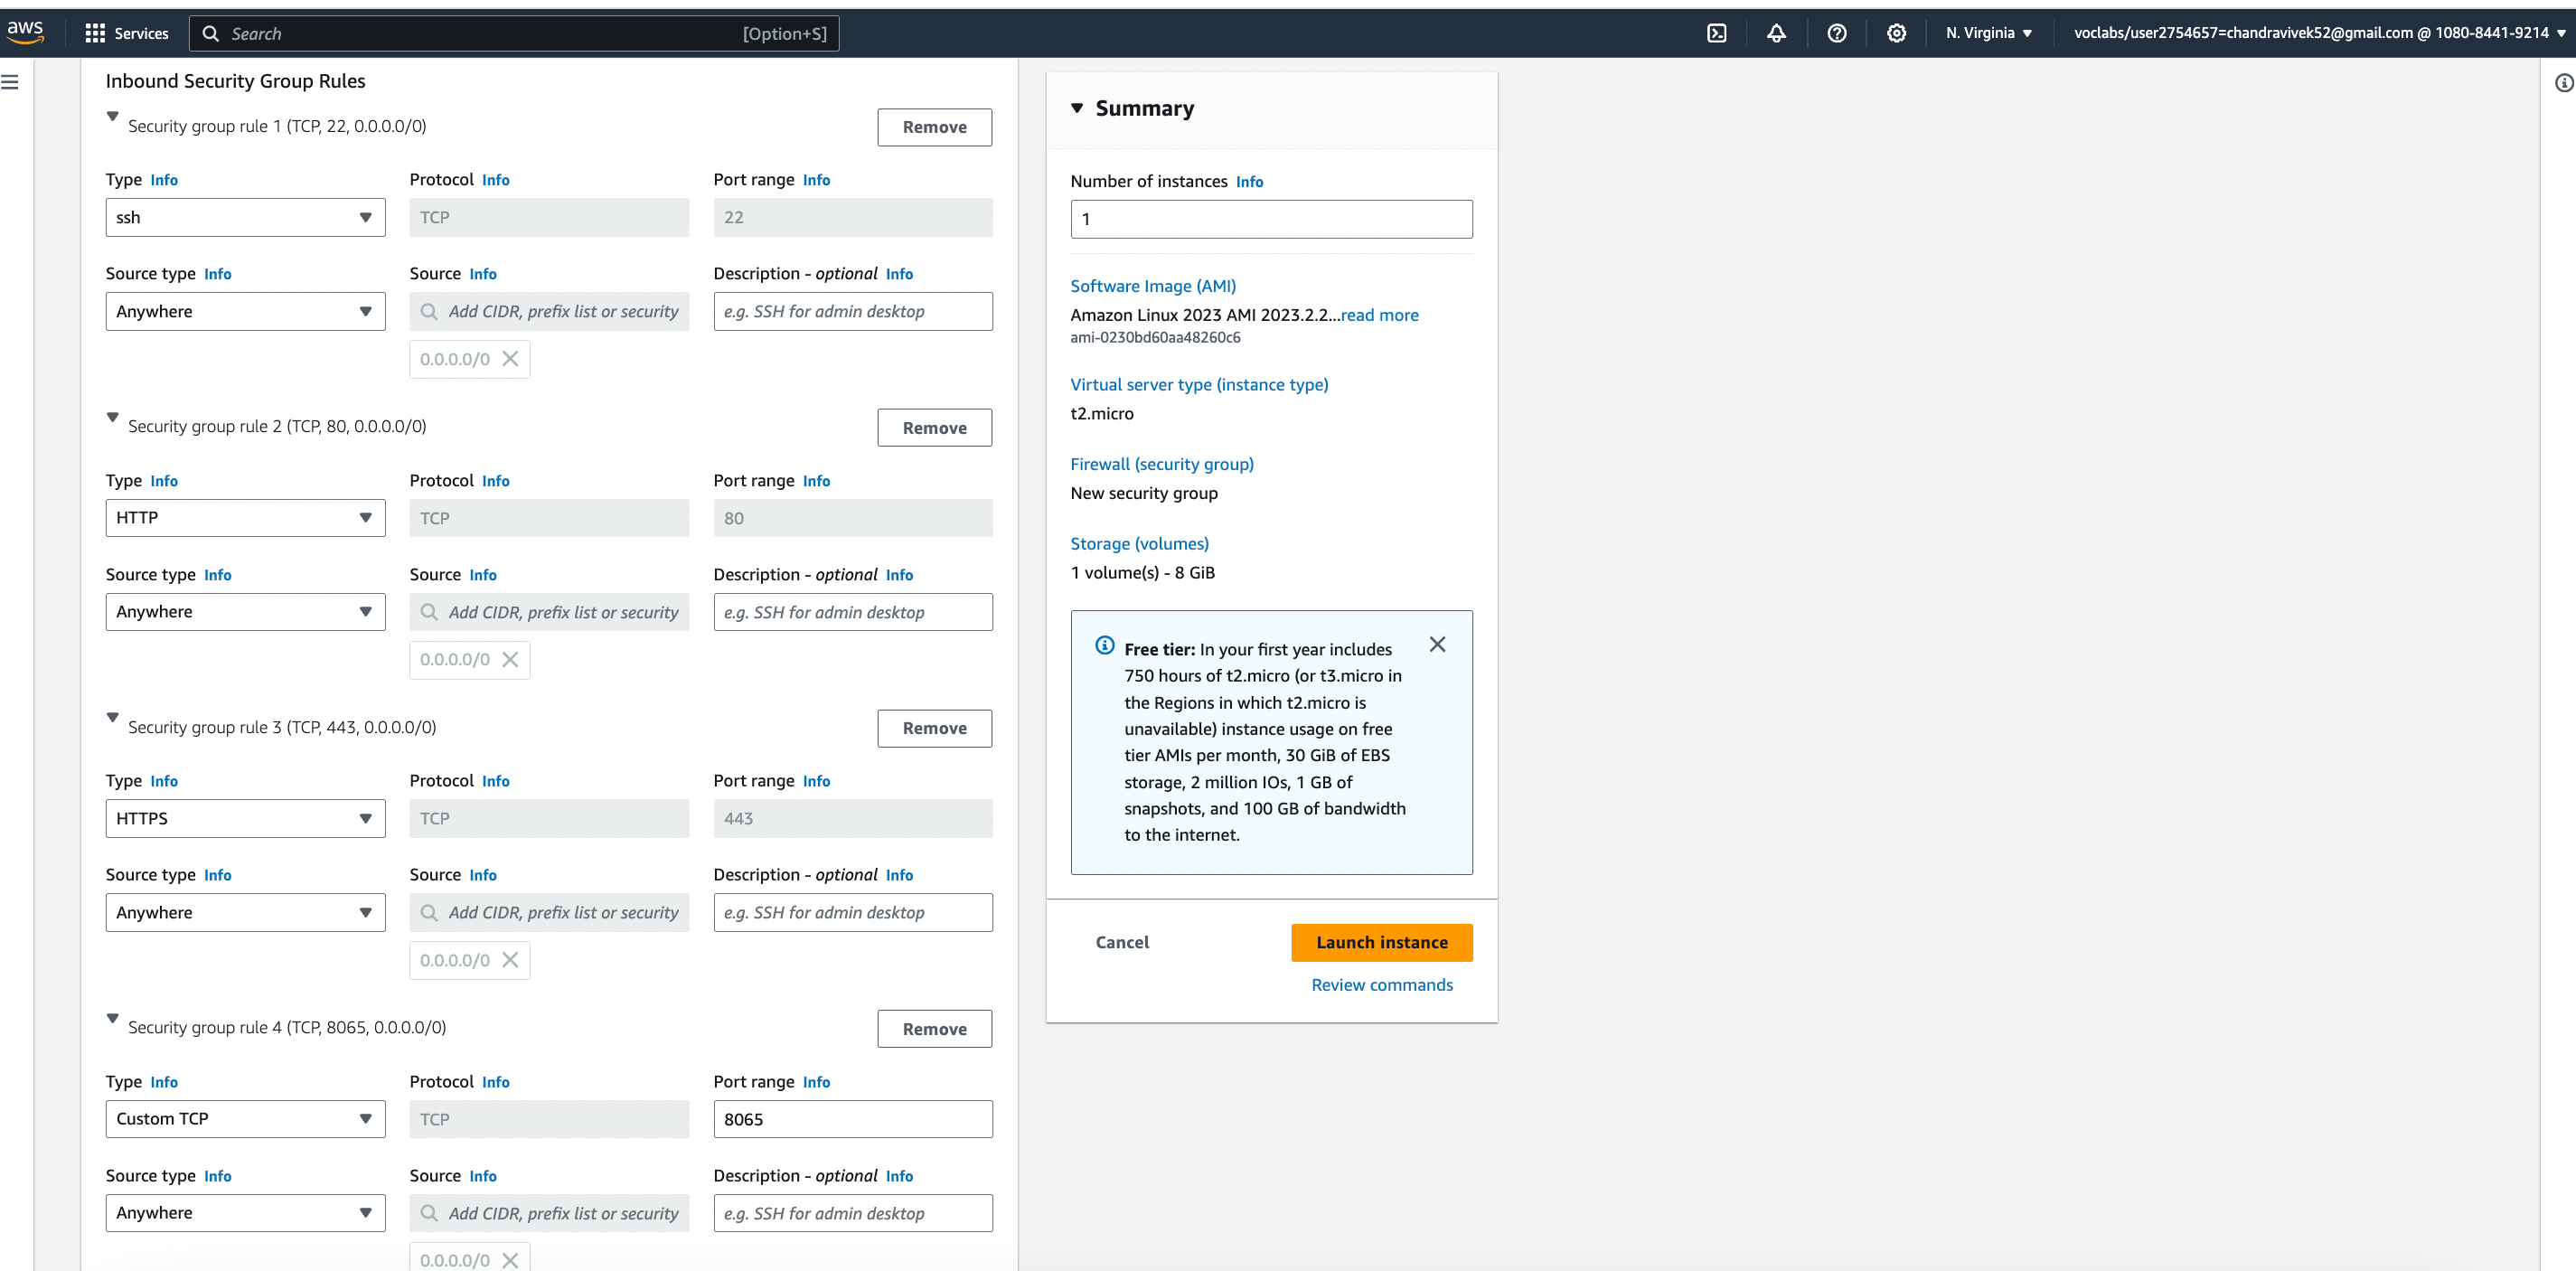 aws
Services
Search
[Option+S]
N. Virginia
voclabs/user2754657=chandravivek52@gmail.com @ 1080-8441-9214
Inbound Security Group Rules
Security group rule 1 (TCP, 22, 0.0.0.0/0)
Remove
Type Info
Protocol Info
Port range Info
ssh
TCP
22
Source type Info
Source Info
Description - optional Info
Anywhere
Add CIDR, prefix list or security
e.g. SSH for admin desktop
0.0.0.0/0
Security group rule 2 (TCP, 80, 0.0.0.0/0)
Remove
Type Info
Protocol Info
Port range Info
HTTP
TCP
80
Source type Info
Source Info
Description - optional Info
Anywhere
Add CIDR, prefix list or security
e.g. SSH for admin desktop
0.0.0.0/0
Security group rule 3 (TCP, 443, 0.0.0.0/0)
Remove
Type Info
Protocol Info
Port range Info
HTTPS
TCP
443
Source type Info
Source Info
Description - optional Info
Anywhere
Add CIDR, prefix list or security
e.g. SSH for admin desktop
0.0.0.0/0
Security group rule 4 (TCP, 8065, 0.0.0.0/0)
Remove
Type Info
Protocol Info
Port range Info
Custom TCP
TCP
8065
Source type Info
Source Info
Description - optional Info
Anywhere
Add CIDR, prefix list or security
e.g. SSH for admin desktop
0.0.0.0/0
Summary
Number of instances Info
1
Software Image (AMI)
Amazon Linux 2023 AMI 2023.2.2...read more
ami-0230bd60aa48260c6
Virtual server type (instance type)
t2.micro
Firewall (security group)
New security group
Storage (volumes)
1 volume(s) - 8 GiB
Free tier: In your first year includes
750 hours of t2.micro (or t3.micro in
the Regions in which t2.micro is
unavailable) instance usage on free
tier AMIs per month, 30 GiB of EBS
storage, 2 million IOs, 1 GB of
snapshots, and 100 GB of bandwidth
to the internet.
Cancel
Launch instance
Review commands